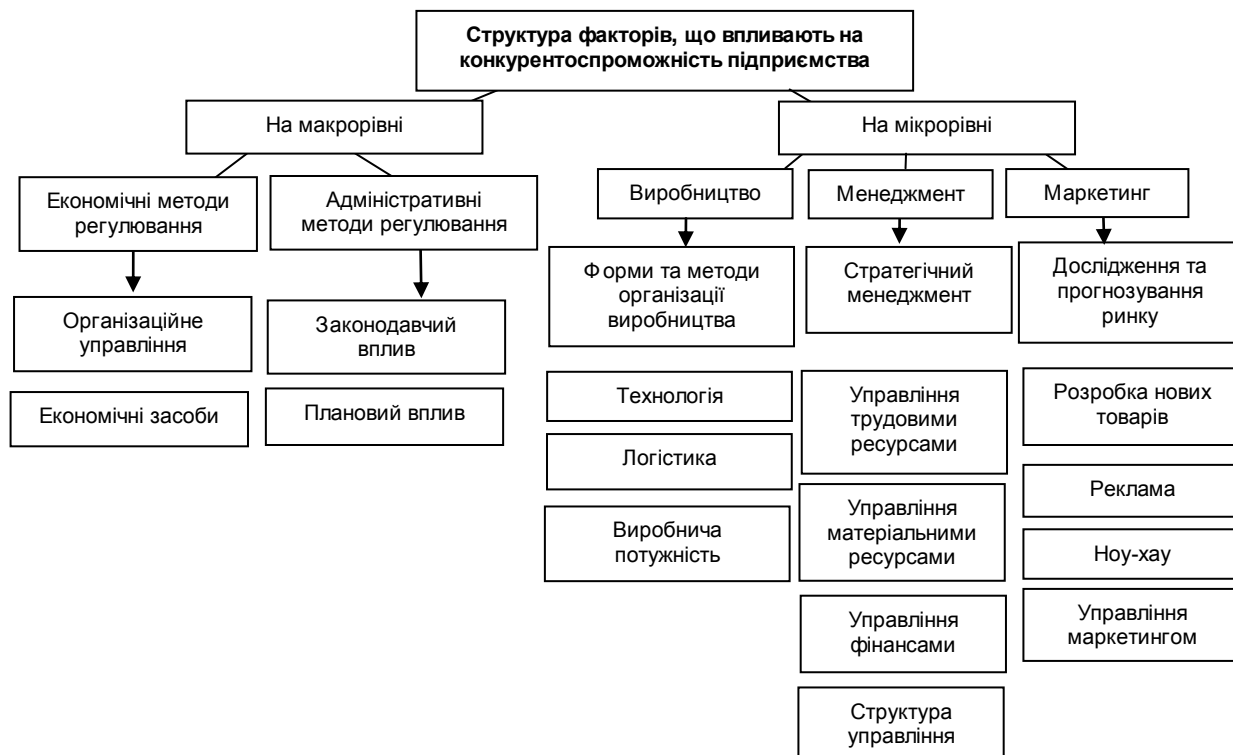 Структура факторів, що впливають на
конкурентоспроможність підприємства
На макрорівні
На мікрорівні
Економічні методи
регулювання
Адміністративні
методи регулювання
Виробництво
Менеджмент
Маркетинг
Організаційне
управління
Економічні засоби
Законодавчий
вплив
Плановий вплив
Форми та методи
організації
виробництва
Технологія
Логістика
Виробнича
потужність
Стратегічний
менеджмент
Управління
трудовими
ресурсами
Управління
матеріальними
ресурсами
Управління
фінансами
Структура
управління
Дослідження та
прогнозування
ринку
Розробка нових
товарів
Реклама
Ноу-хау
Управління
маркетингом